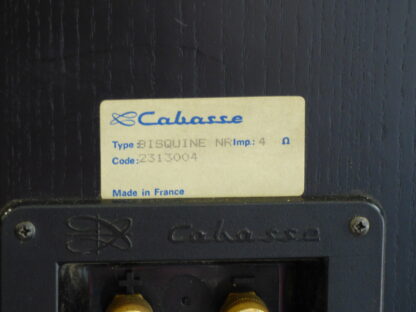 Cabasse
Type: BISQUINE NR Imp.: 4 Ω
Code: 2313004
Made in France
Cabasse
+ −